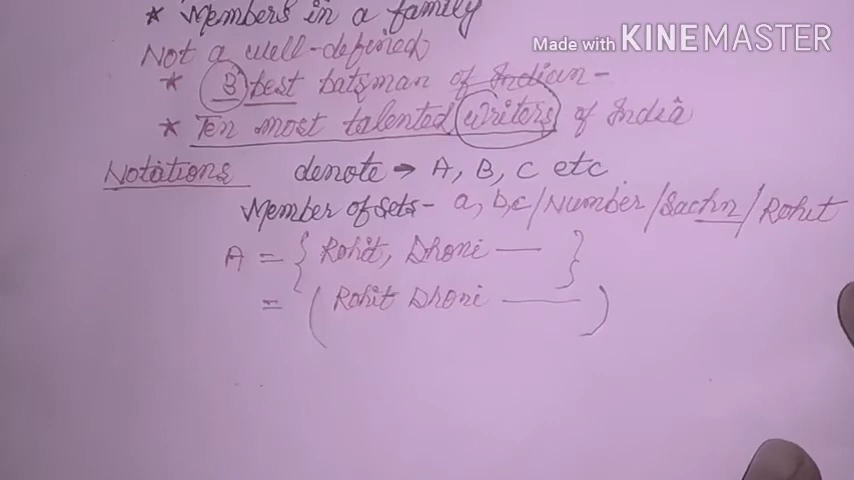 * Members in a family
Made with KINEMASTER
Not a well-defined
* 3 best batsman of Indian -
* Ten most talented writers of India
Notations denote → A, B, C etc
Member of sets - a, b, c / Number / Sachn / Rohit
A = { Rohit, Dhoni — }
= ( Rohit Dhoni — )